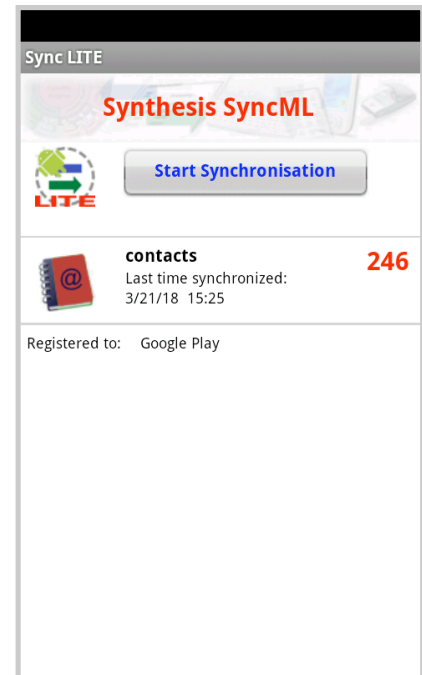 Sync LITE
Synthesis SyncML
LITE
Start Synchronisation
contacts
246
Last time synchronized:
3/21/18 15:25
@
Registered to: Google Play